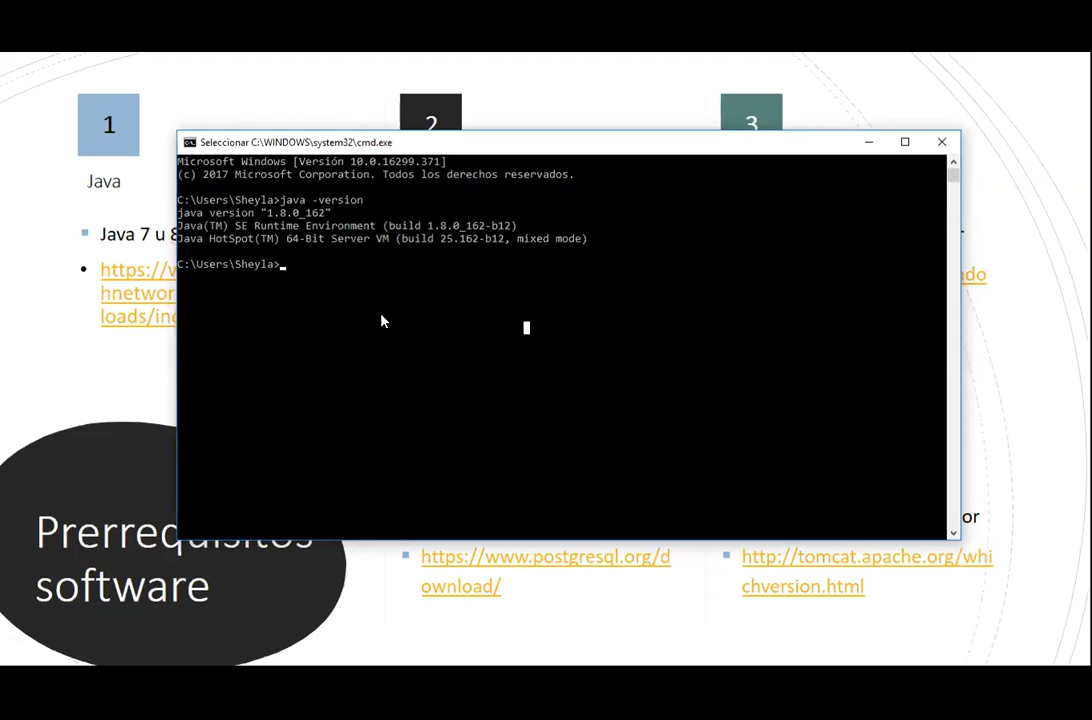 1
2
3
Java
Java 7 u
https://
hnetwor
loads/in
Seleccionar C:\WINDOWS\system32\cmd.exe
Microsoft Windows [Versión 10.0.16299.371]
(c) 2017 Microsoft Corporation. Todos los derechos reservados.
C:\Users\Sheyla>java -version
java version "1.8.0_162"
Java(TM) SE Runtime Environment (build 1.8.0_162-b12)
Java HotSpot(TM) 64-Bit Server VM (build 25.162-b12, mixed mode)
C:\Users\Sheyla>
Prerrequisitos
software
https://www.postgresql.org/d
ownload/
or
http://tomcat.apache.org/whi
chversion.html